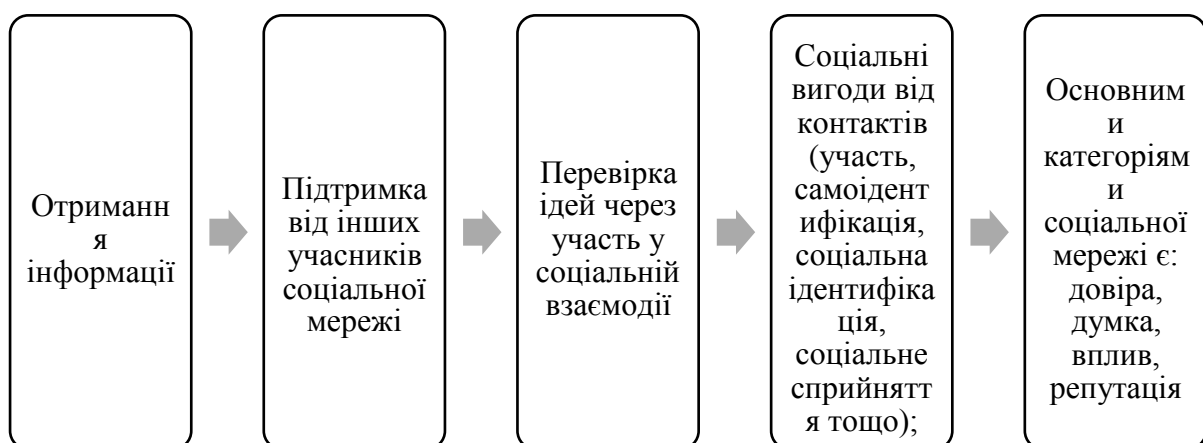 Отриманн
я
інформації
Підтримка
від інших
учасників
соціальної
мережі
Перевірка
ідей через
участь у
соціальній
взаємодії
Соціальні
вигоди від
контактів
(участь,
самоідент
ифікація,
соціальна
ідентифіка
ція,
соціальне
сприйнятт
я тощо);
Основним
и
категоріям
и
соціальної
мережі є:
довіра,
думка,
вплив,
репутація